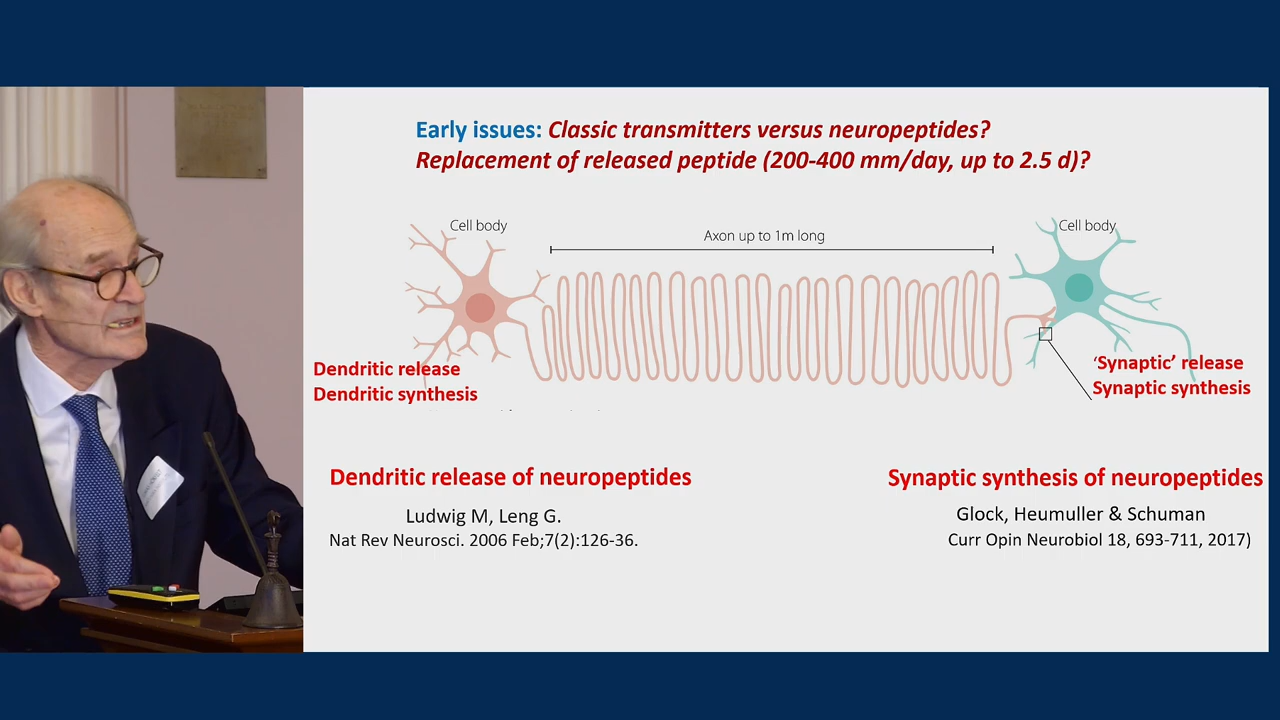 Early issues: Classic transmitters versus neuropeptides?
Replacement of released peptide (200-400 mm/day, up to 2.5 d)?
Cell body
Axon up to 1m long
Cell body
Dendritic release
Dendritic synthesis
‘Synaptic’ release
Synaptic synthesis
Dendritic release of neuropeptides
Ludwig M, Leng G.
Nat Rev Neurosci. 2006 Feb;7(2):126-36.
Synaptic synthesis of neuropeptides
Glock, Heumuller & Schuman
Curr Opin Neurobiol 18, 693-711, 2017)